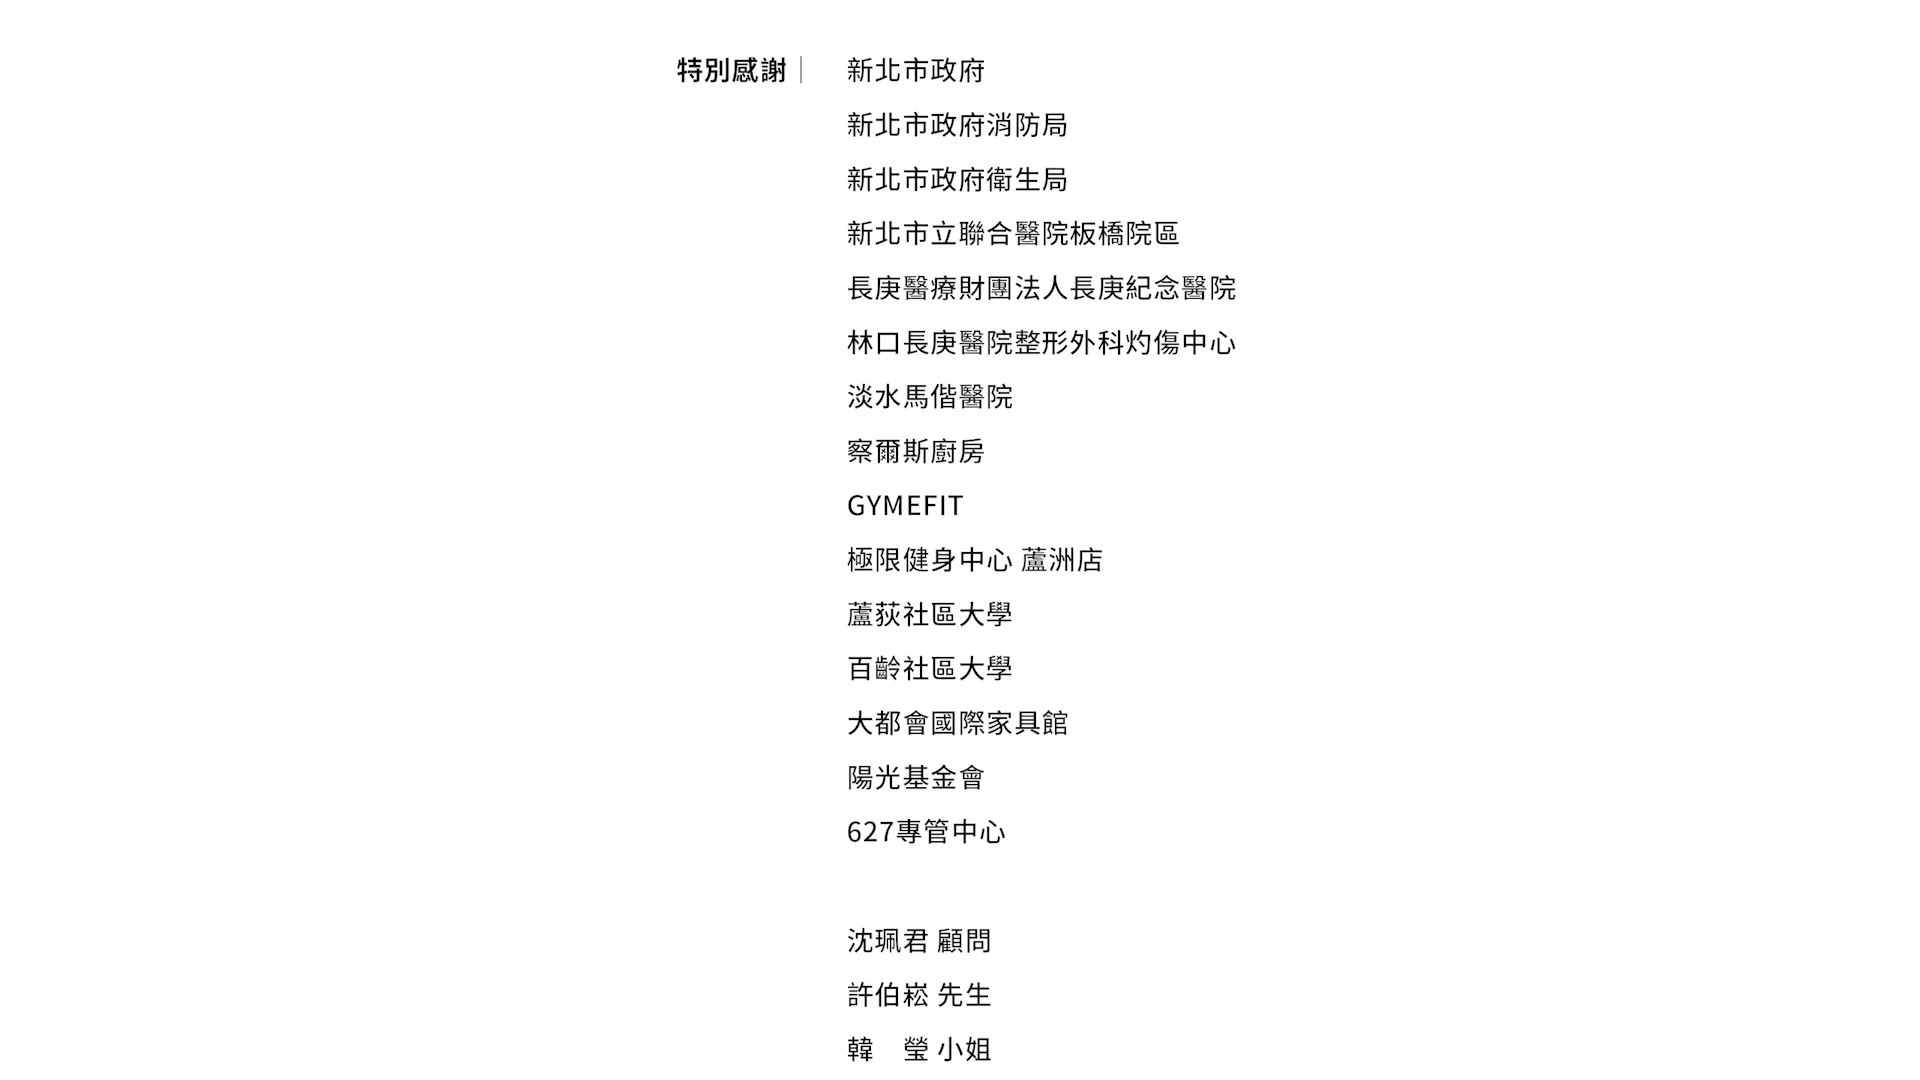 特別感謝｜ 新北市政府
新北市政府消防局
新北市政府衛生局
新北市立聯合醫院板橋院區
長庚醫療財團法人長庚紀念醫院
林口長庚醫院整形外科灼傷中心
淡水馬偕醫院
察爾斯廚房
GYMEFIT
極限健身中心 蘆洲店
蘆荻社區大學
百齡社區大學
大都會國際家具館
陽光基金會
627專管中心
沈珮君 顧問
許伯崧 先生
韓　瑩 小姐